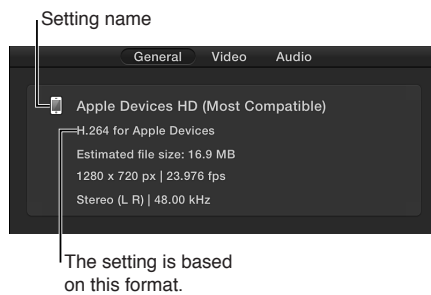 Setting name
General Video Audio
Apple Devices HD (Most Compatible)
H.264 for Apple Devices
Estimated file size: 16.9 MB
1280 x 720 px | 23.976 fps
Stereo (L R) | 48.00 kHz
The setting is based
on this format.